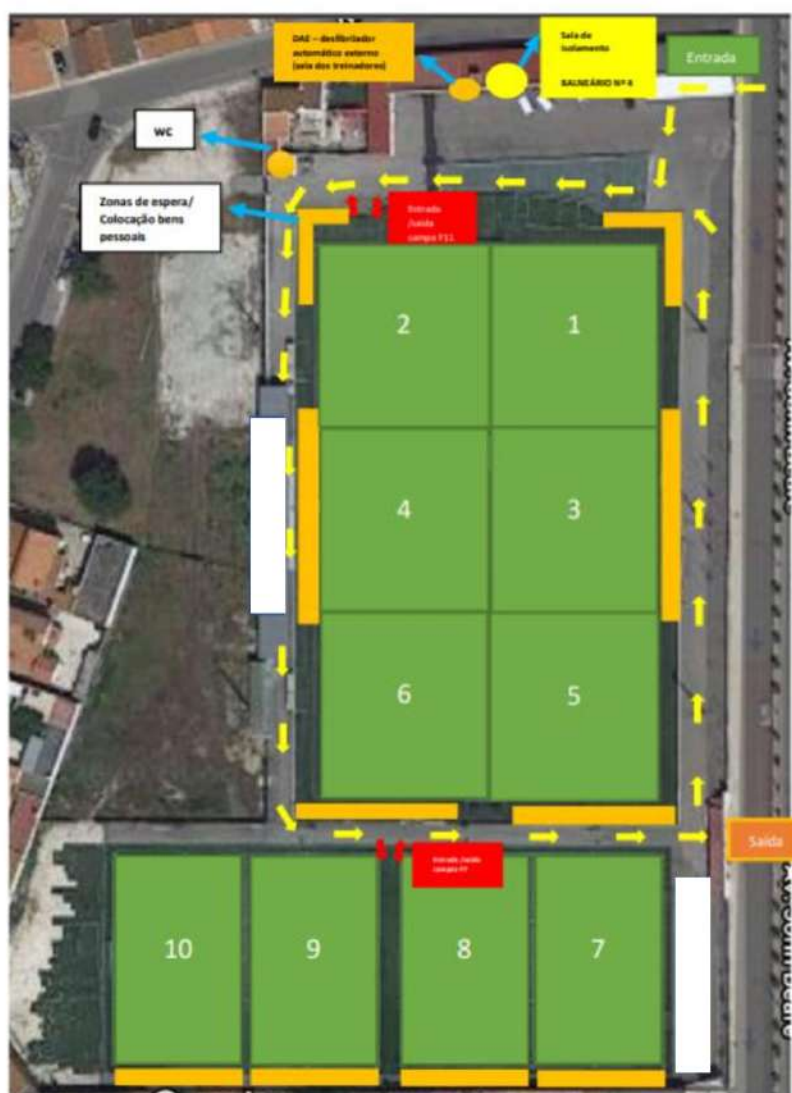 DAE – desfibrilador
automático externo
(sala dos treinadores)
Sala de
isolamento
BALNEÁRIO Nº 4
Entrada
WC
Zonas de espera/
Colocação bens
pessoais
Entrada
/saída
campo F11
2
1
4
3
6
5
Saída
Entrada /saída
campo F7
10
9
8
7